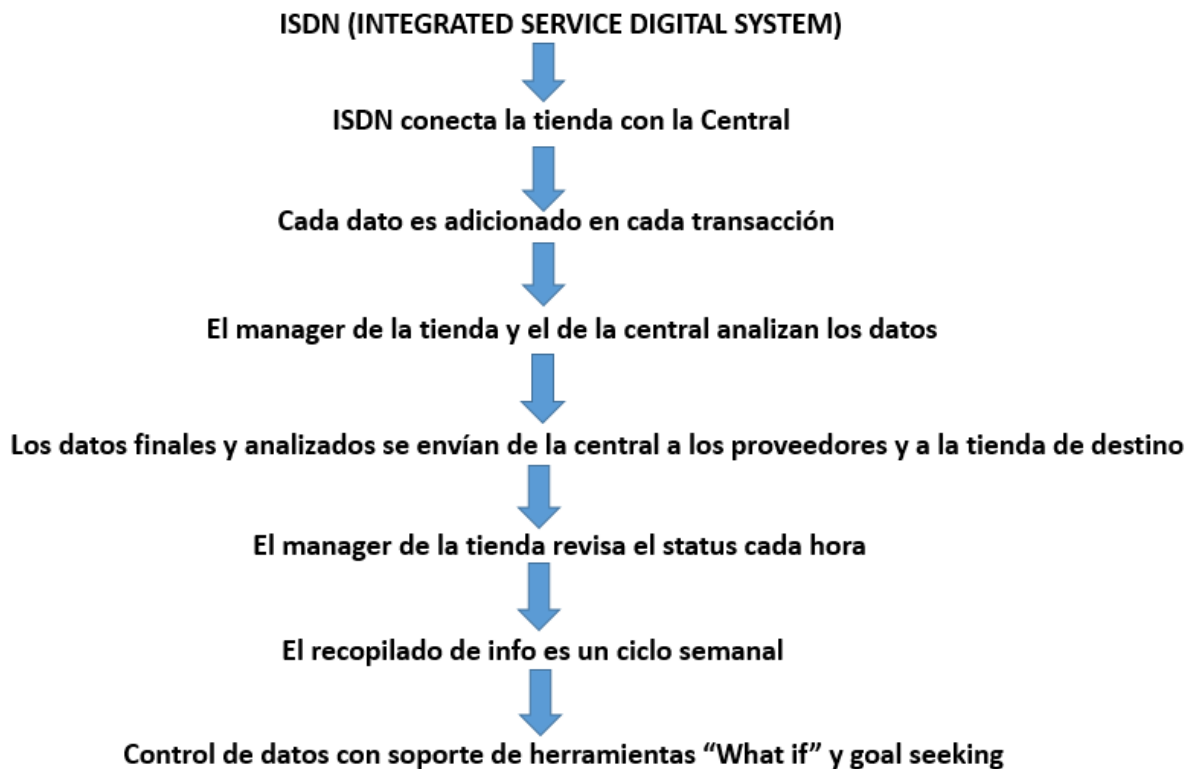 ISDN (INTEGRATED SERVICE DIGITAL SYSTEM)
ISDN conecta la tienda con la Central
Cada dato es adicionado en cada transacción
El manager de la tienda y el de la central analizan los datos
Los datos finales y analizados se envían de la central a los proveedores y a la tienda de destino
El manager de la tienda revisa el status cada hora
El recopilado de info es un ciclo semanal
Control de datos con soporte de herramientas “What if” y goal seeking